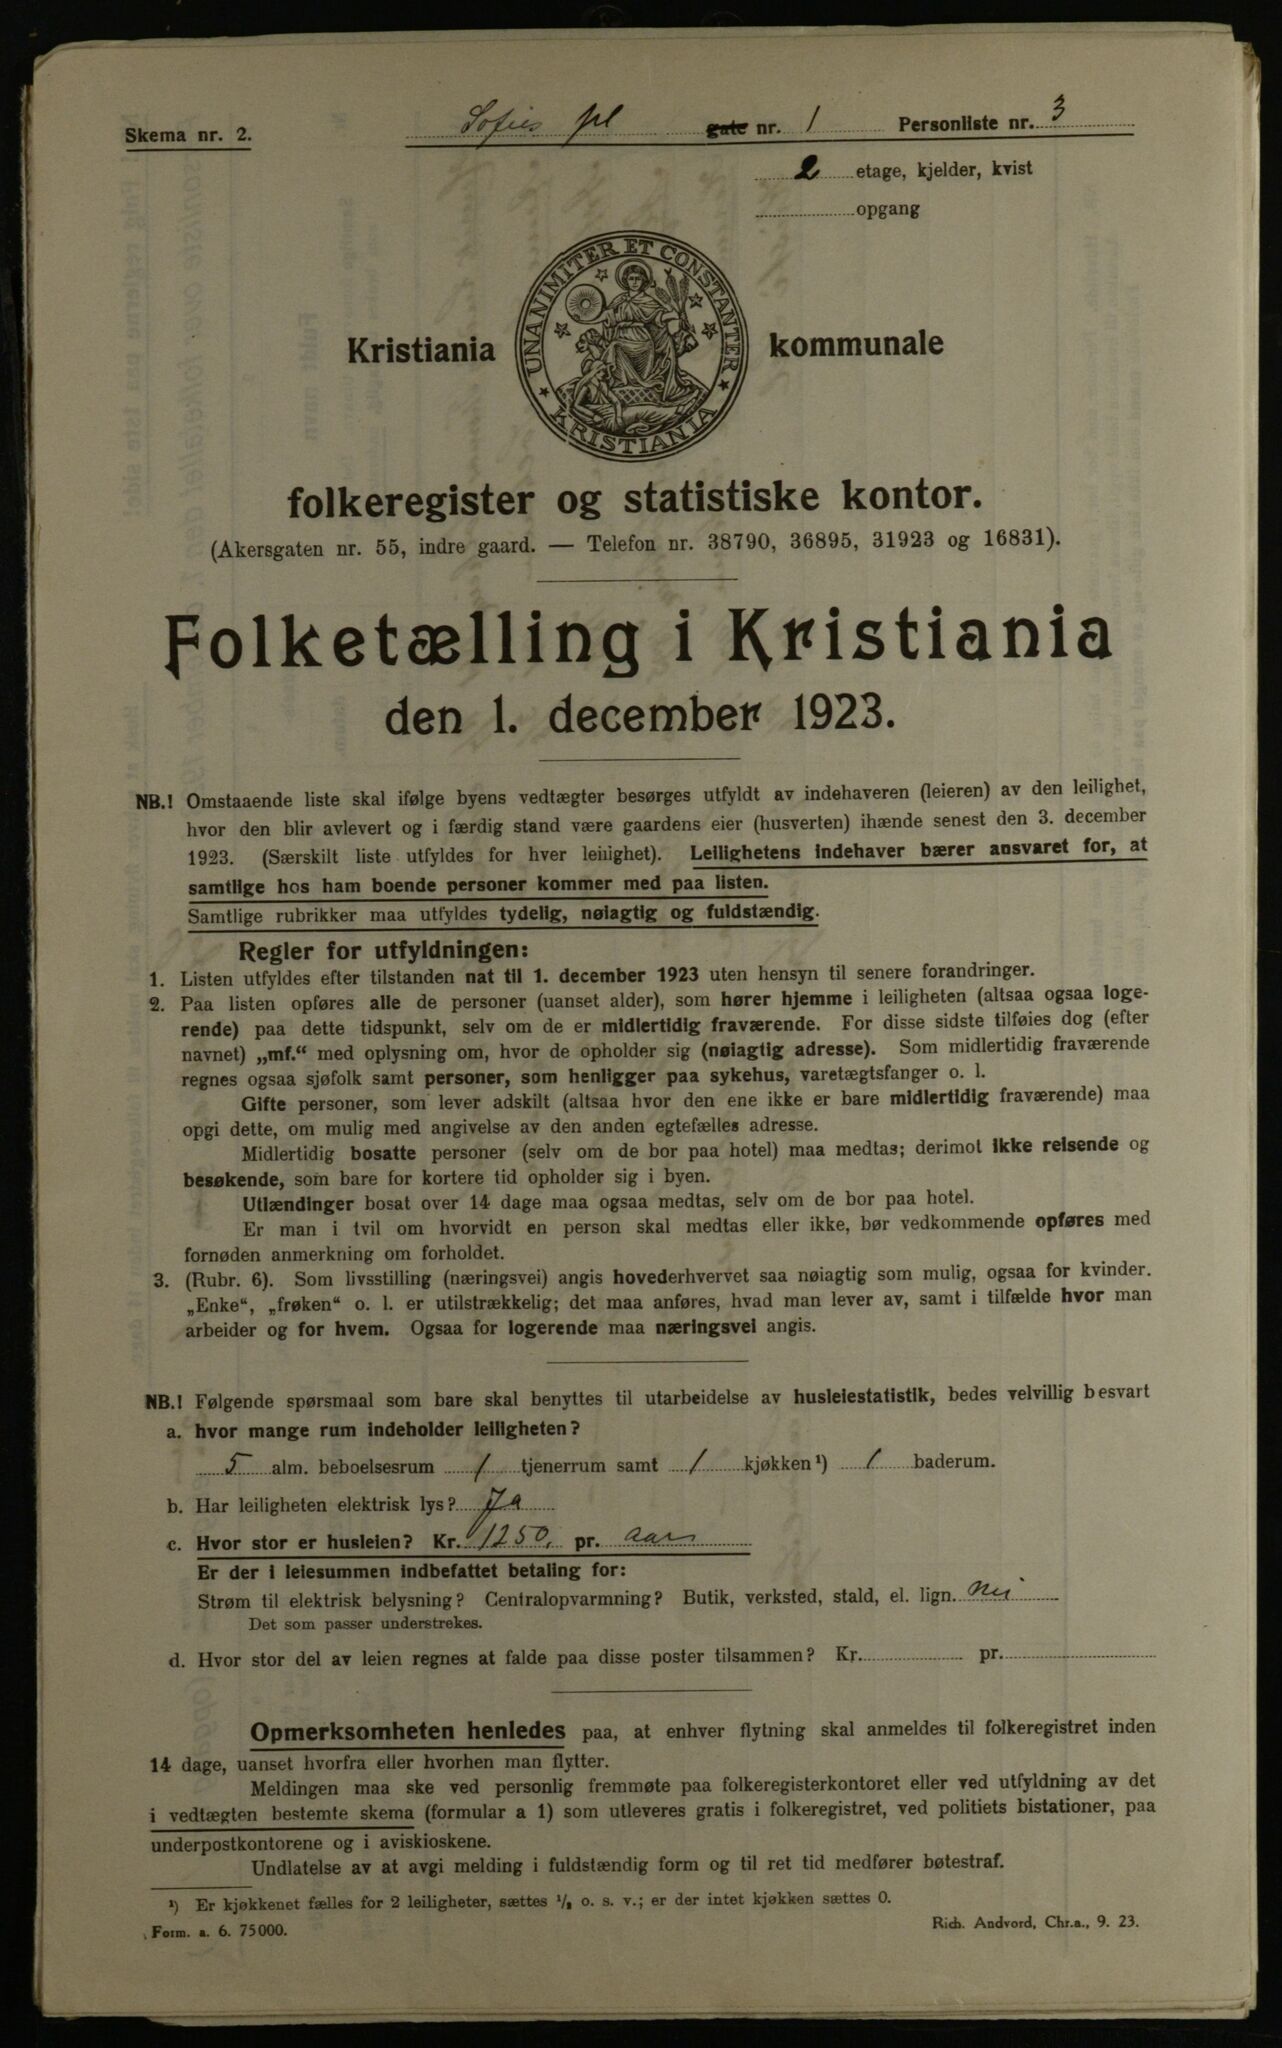 Skema nr. 2.
Sofies pl gate nr. 1 Personliste nr. 3
2 etage, kjelder, kvist
opgang
UNANIMITER ET CONSTANTER
KRISTIANIA
Kristiania kommunale
folkeregister og statistiske kontor.
(Akersgaten nr. 55, indre gaard. — Telefon nr. 38790, 36895, 31923 og 16831).
Folketælling i Kristiania
den 1. december 1923.
NB.! Omstaaende liste skal ifølge byens vedtægter besørges utfyldt av indehaveren (leieren) av den leilighet,
hvor den blir avlevert og i færdig stand være gaardens eier (husverten) ihænde senest den 3. december
1923. (Særskilt liste utfyldes for hver leilighet). Leilighetens indehaver bærer ansvaret for, at
samtlige hos ham boende personer kommer med paa listen.
Samtlige rubrikker maa utfyldes tydelig, nøiagtig og fuldstændig.
Regler for utfyldningen:
1. Listen utfyldes efter tilstanden nat til 1. december 1923 uten hensyn til senere forandringer.
2. Paa listen opføres alle de personer (uanset alder), som hører hjemme i leiligheten (altsaa ogsaa loge-
rende) paa dette tidspunkt, selv om de er midlertidig fraværende. For disse sidste tilføies dog (efter
navnet) „mf.“ med oplysning om, hvor de opholder sig (nøiagtig adresse). Som midlertidig fraværende
regnes ogsaa sjøfolk samt personer, som henligger paa sykehus, varetægtsfanger o. l.
Gifte personer, som lever adskilt (altsaa hvor den ene ikke er bare midlertidig fraværende) maa
opgi dette, om mulig med angivelse av den anden egtefælles adresse.
Midlertidig bosatte personer (selv om de bor paa hotel) maa medtas; derimot ikke reisende og
besøkende, som bare for kortere tid opholder sig i byen.
Utlændinger bosat over 14 dage maa ogsaa medtas, selv om de bor paa hotel.
Er man i tvil om hvorvidt en person skal medtas eller ikke, bør vedkommende opføres med
fornøden anmerkning om forholdet.
3. (Rubr. 6). Som livsstilling (næringsvei) angis hovederhvervet saa nøiagtig som mulig, ogsaa for kvinder.
„Enke“, „frøken“ o. l. er utilstrækkelig; det maa anføres, hvad man lever av, samt i tilfælde hvor man
arbeider og for hvem. Ogsaa for logerende maa næringsvei angis.
NB.! Følgende spørsmaal som bare skal benyttes til utarbeidelse av husleiestatistik, bedes velvillig besvart
a. hvor mange rum indeholder leiligheten?
5 alm. beboelsesrum 1 tjenerrum samt 1 kjøkken¹) 1 baderum.
b. Har leiligheten elektrisk lys? Ja
c. Hvor stor er husleien? Kr. 1250, pr. aar
Er der i leiesummen indbefattet betaling for:
Strøm til elektrisk belysning? Centralopvarmning? Butik, verksted, stald, el. lign. Nei
Det som passer understrekes.
d. Hvor stor del av leien regnes at falde paa disse poster tilsammen? Kr. pr.
Opmerksomheten henledes paa, at enhver flytning skal anmeldes til folkeregistret inden
14 dage, uanset hvorfra eller hvorhen man flytter.
Meldingen maa ske ved personlig fremmøte paa folkeregisterkontoret eller ved utfyldning av det
i vedtægten bestemte skema (formular a 1) som utleveres gratis i folkeregistret, ved politiets bistationer, paa
underpostkontorene og i aviskioskene.
Undlatelse av at avgi melding i fuldstændig form og til ret tid medfører bøtestraf.
¹) Er kjøkkenet fælles for 2 leiligheter, sættes ½ o. s. v.; er der intet kjøkken sættes 0.
Form. a. 6. 75000. Rich. Andvord, Chr.a., 9. 23.